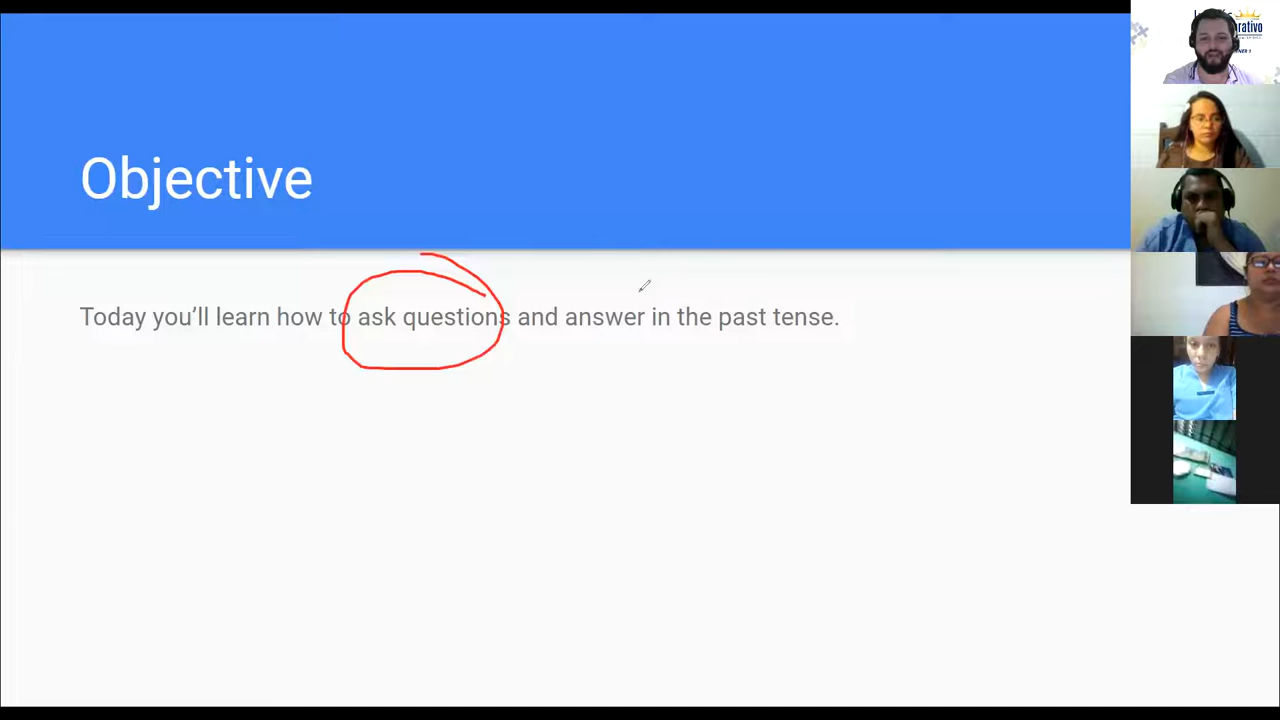 Objective
Today you’ll learn how to ask questions and answer in the past tense.